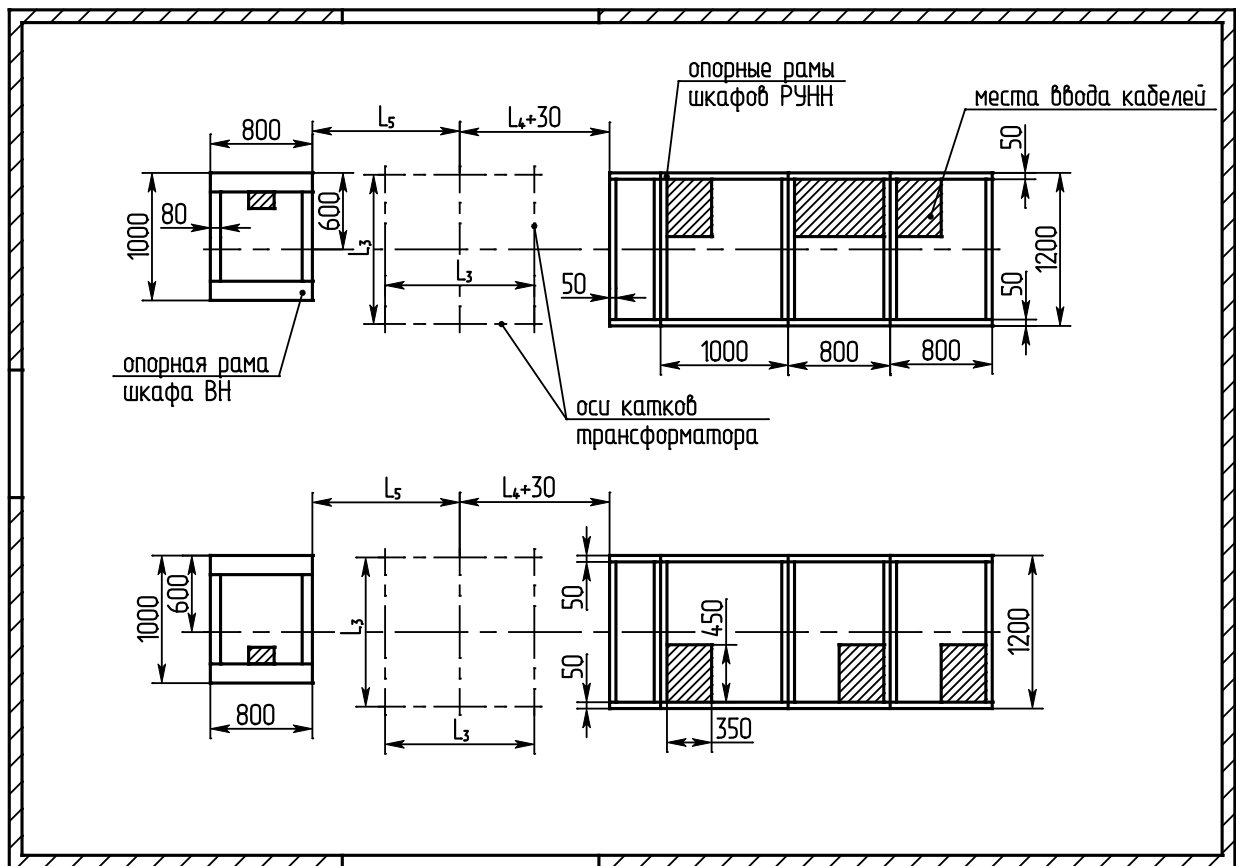 опорные рамы
шкафов РУНН
места ввода кабелей
800
L₅
L₄+30
50
1000
80
600
L₃
L₃
50
50
1200
1000
800
800
опорная рама
шкафа ВН
оси катков
трансформатора
L₅
L₄+30
1000
600
L₃
50
450
50
1200
800
L₃
350